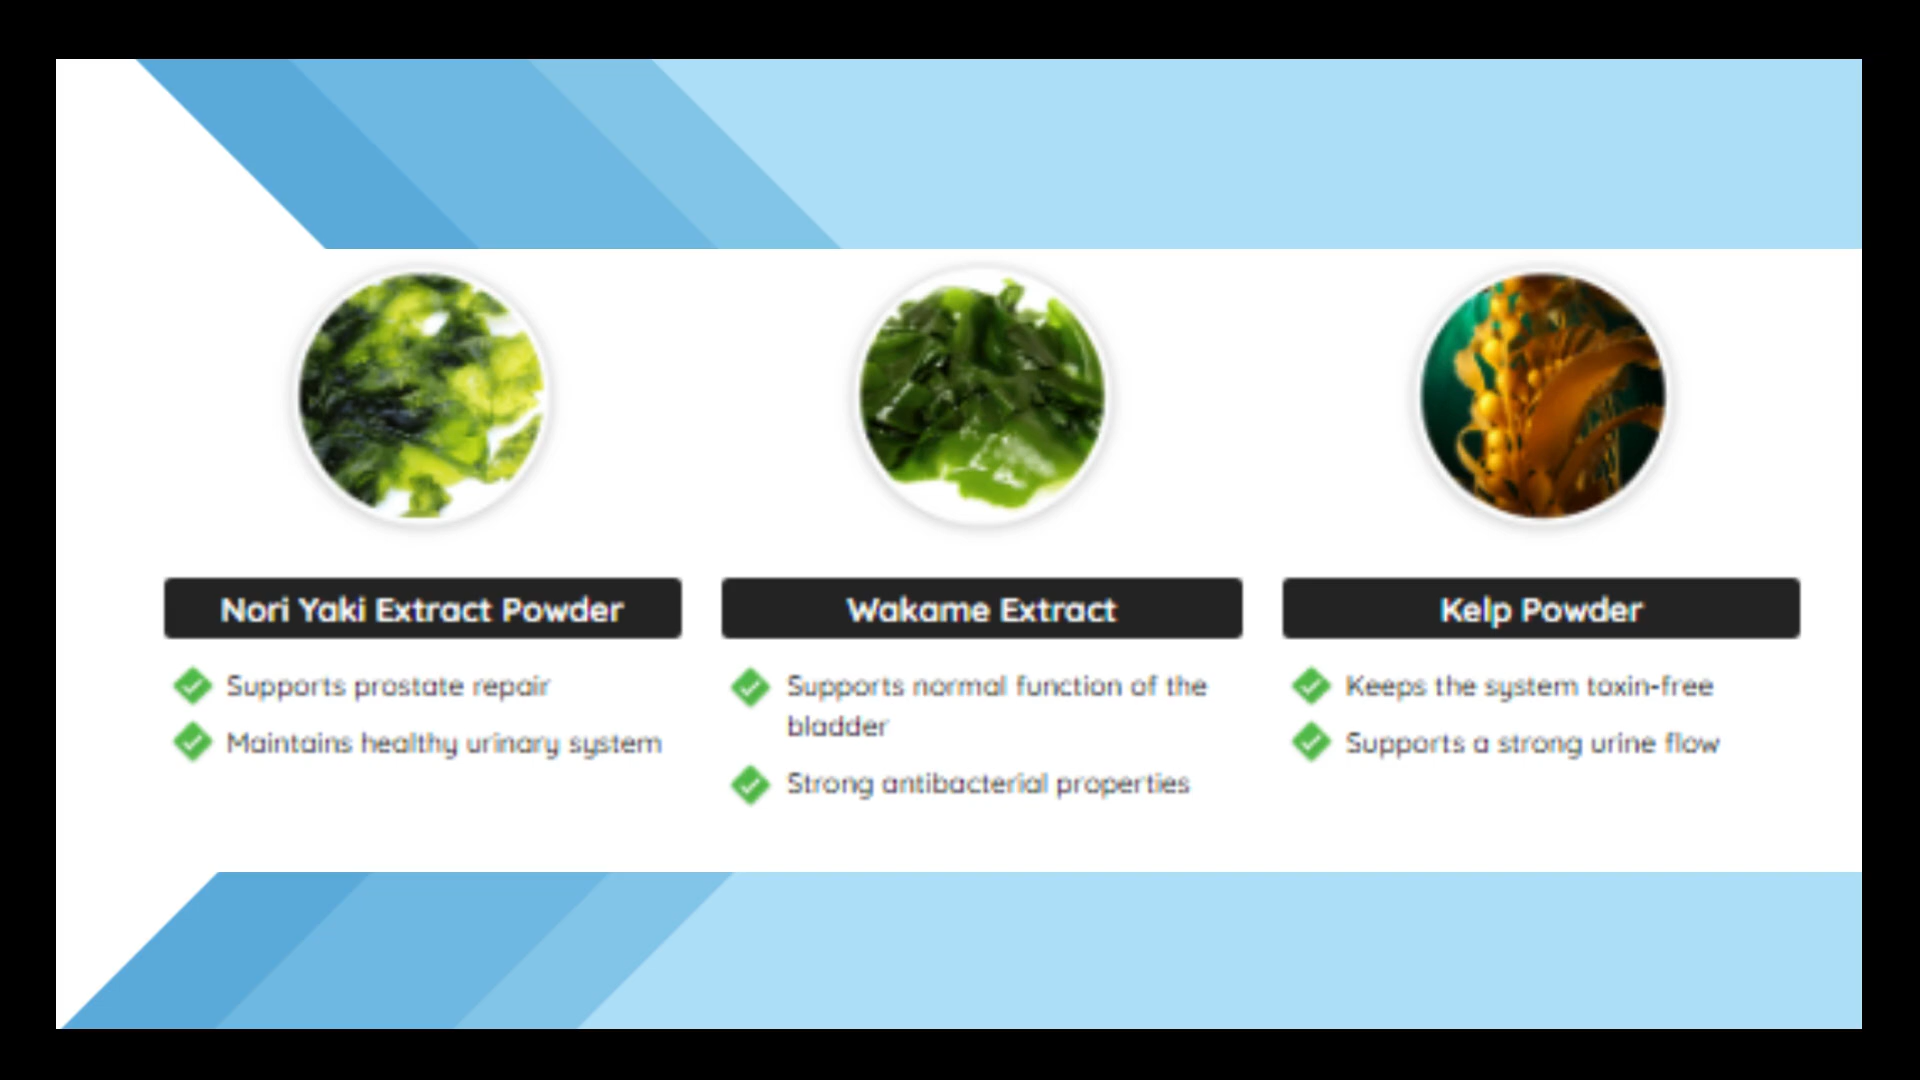 Nori Yaki Extract Powder
Supports prostate repair
Maintains healthy urinary system
Wakame Extract
Supports normal function of the
bladder
Strong antibacterial properties
Kelp Powder
Keeps the system toxin-free
Supports a strong urine flow